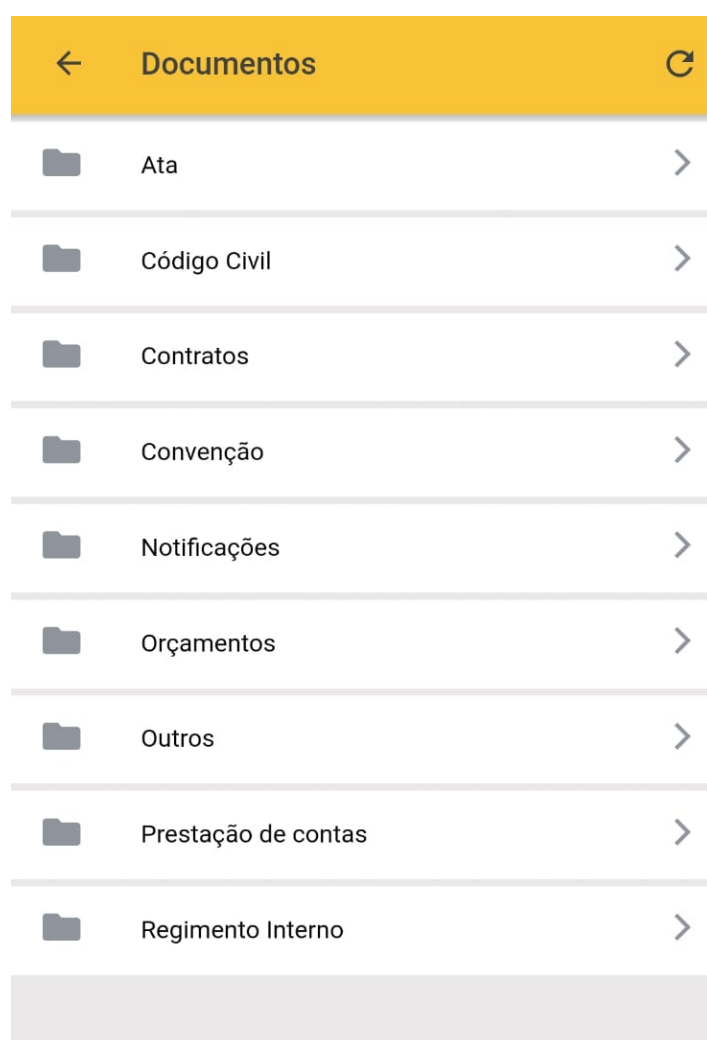 Documentos
Ata
Código Civil
Contratos
Convenção
Notificações
Orçamentos
Outros
Prestação de contas
Regimento Interno